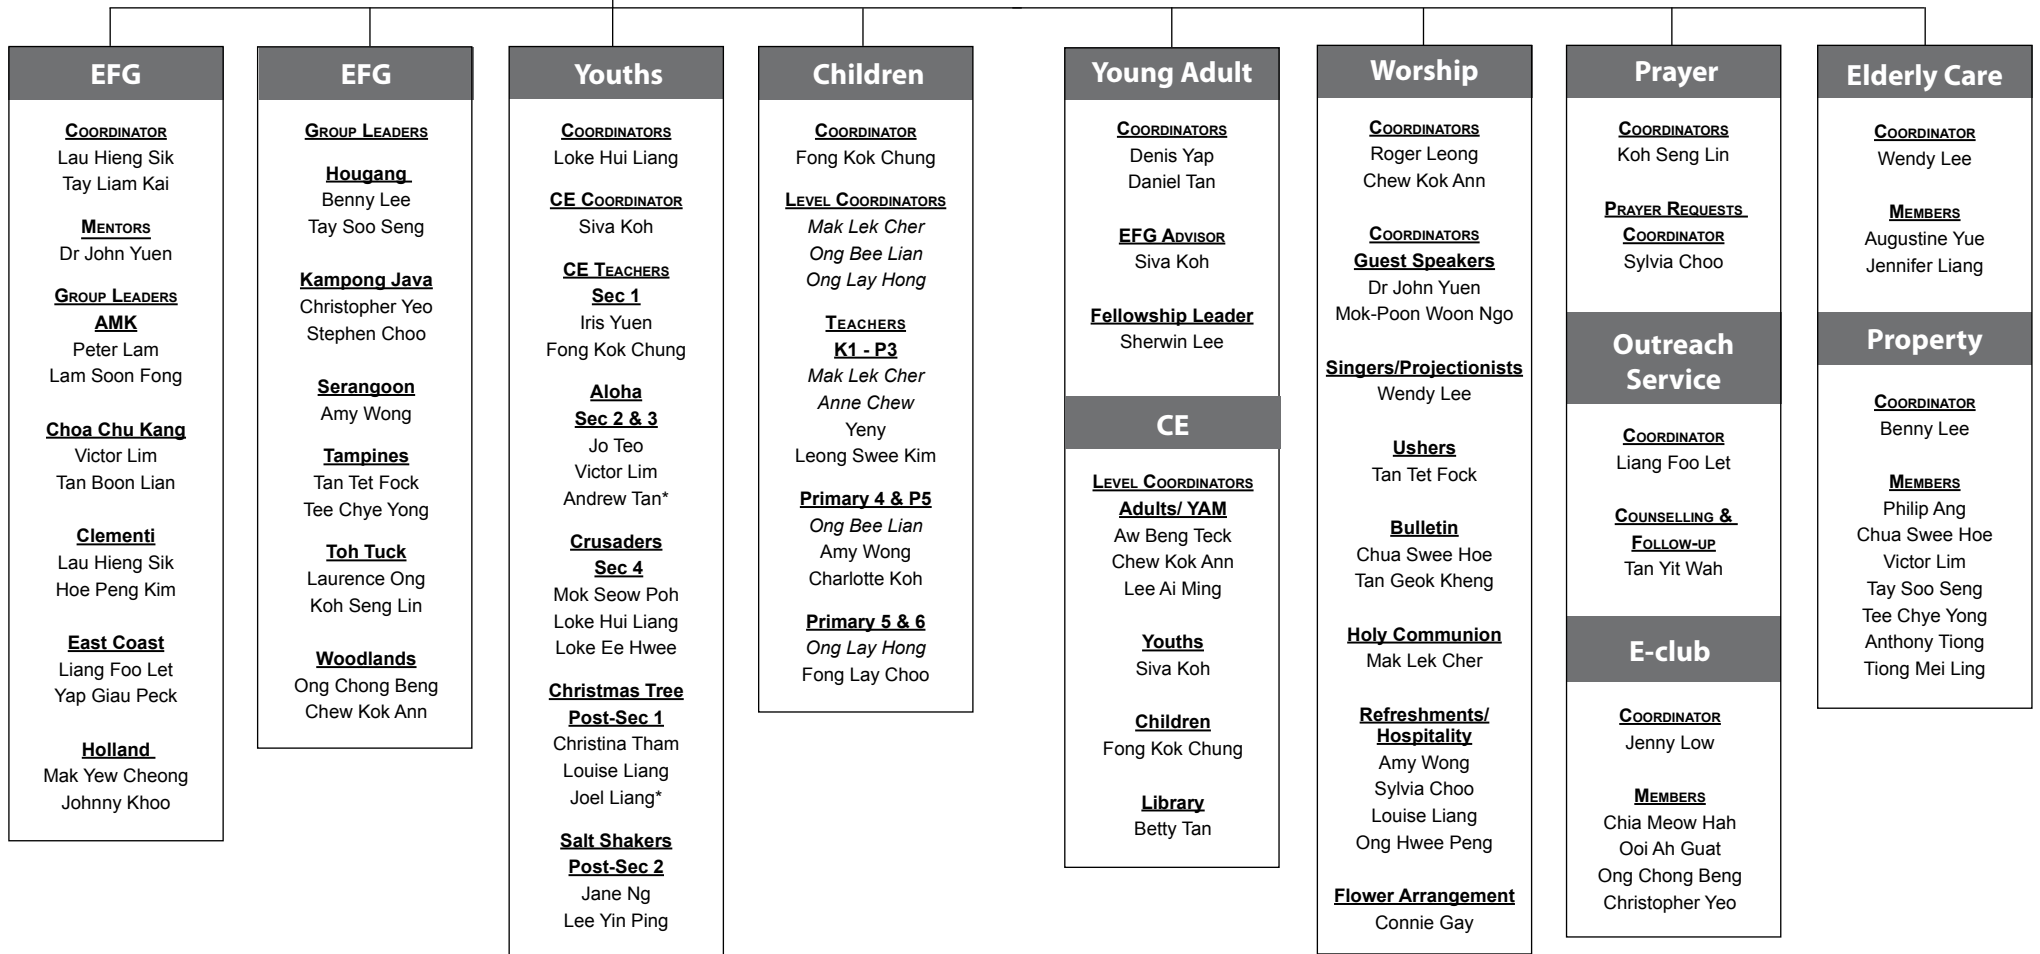 EFG
COORDINATOR
Lau Hieng Sik
Tay Liam Kai
MENTORS
Dr John Yuen
GROUP LEADERS
AMK
Peter Lam
Lam Soon Fong
Choa Chu Kang
Victor Lim
Tan Boon Lian
Clementi
Lau Hieng Sik
Hoe Peng Kim
East Coast
Liang Foo Let
Yap Giau Peck
Holland
Mak Yew Cheong
Johnny Khoo
EFG
GROUP LEADERS
Hougang
Benny Lee
Tay Soo Seng
Kampong Java
Christopher Yeo
Stephen Choo
Serangoon
Amy Wong
Tampines
Tan Tet Fock
Tee Chye Yong
Toh Tuck
Laurence Ong
Koh Seng Lin
Woodlands
Ong Chong Beng
Chew Kok Ann
Youths
COORDINATORS
Loke Hui Liang
CE COORDINATOR
Siva Koh
CE TEACHERS
Sec 1
Iris Yuen
Fong Kok Chung
Aloha
Sec 2 & 3
Jo Teo
Victor Lim
Andrew Tan*
Crusaders
Sec 4
Mok Seow Poh
Loke Hui Liang
Loke Ee Hwee
Christmas Tree
Post-Sec 1
Christina Tham
Louise Liang
Joel Liang*
Salt Shakers
Post-Sec 2
Jane Ng
Lee Yin Ping
Children
COORDINATOR
Fong Kok Chung
LEVEL COORDINATORS
Mak Lek Cher
Ong Bee Lian
Ong Lay Hong
TEACHERS
K1 - P3
Mak Lek Cher
Anne Chew
Yeny
Leong Swee Kim
Primary 4 & P5
Ong Bee Lian
Amy Wong
Charlotte Koh
Primary 5 & 6
Ong Lay Hong
Fong Lay Choo
Young Adult
COORDINATORS
Denis Yap
Daniel Tan
EFG ADVISOR
Siva Koh
Fellowship Leader
Sherwin Lee
CE
LEVEL COORDINATORS
Adults/ YAM
Aw Beng Teck
Chew Kok Ann
Lee Ai Ming
Youths
Siva Koh
Children
Fong Kok Chung
Library
Betty Tan
Worship
COORDINATORS
Roger Leong
Chew Kok Ann
COORDINATORS
Guest Speakers
Dr John Yuen
Mok-Poon Woon Ngo
Singers/Projectionists
Wendy Lee
Ushers
Tan Tet Fock
Bulletin
Chua Swee Hoe
Tan Geok Kheng
Holy Communion
Mak Lek Cher
Refreshments/
Hospitality
Amy Wong
Sylvia Choo
Louise Liang
Ong Hwee Peng
Flower Arrangement
Connie Gay
Prayer
COORDINATORS
Koh Seng Lin
PRAYER REQUESTS
COORDINATOR
Sylvia Choo
Outreach
Service
COORDINATOR
Liang Foo Let
COUNSELLING &
FOLLOW-UP
Tan Yit Wah
E-club
COORDINATOR
Jenny Low
MEMBERS
Chia Meow Hah
Ooi Ah Guat
Ong Chong Beng
Christopher Yeo
Elderly Care
COORDINATOR
Wendy Lee
MEMBERS
Augustine Yue
Jennifer Liang
Property
COORDINATOR
Benny Lee
MEMBERS
Philip Ang
Chua Swee Hoe
Victor Lim
Tay Soo Seng
Tee Chye Yong
Anthony Tiong
Tiong Mei Ling